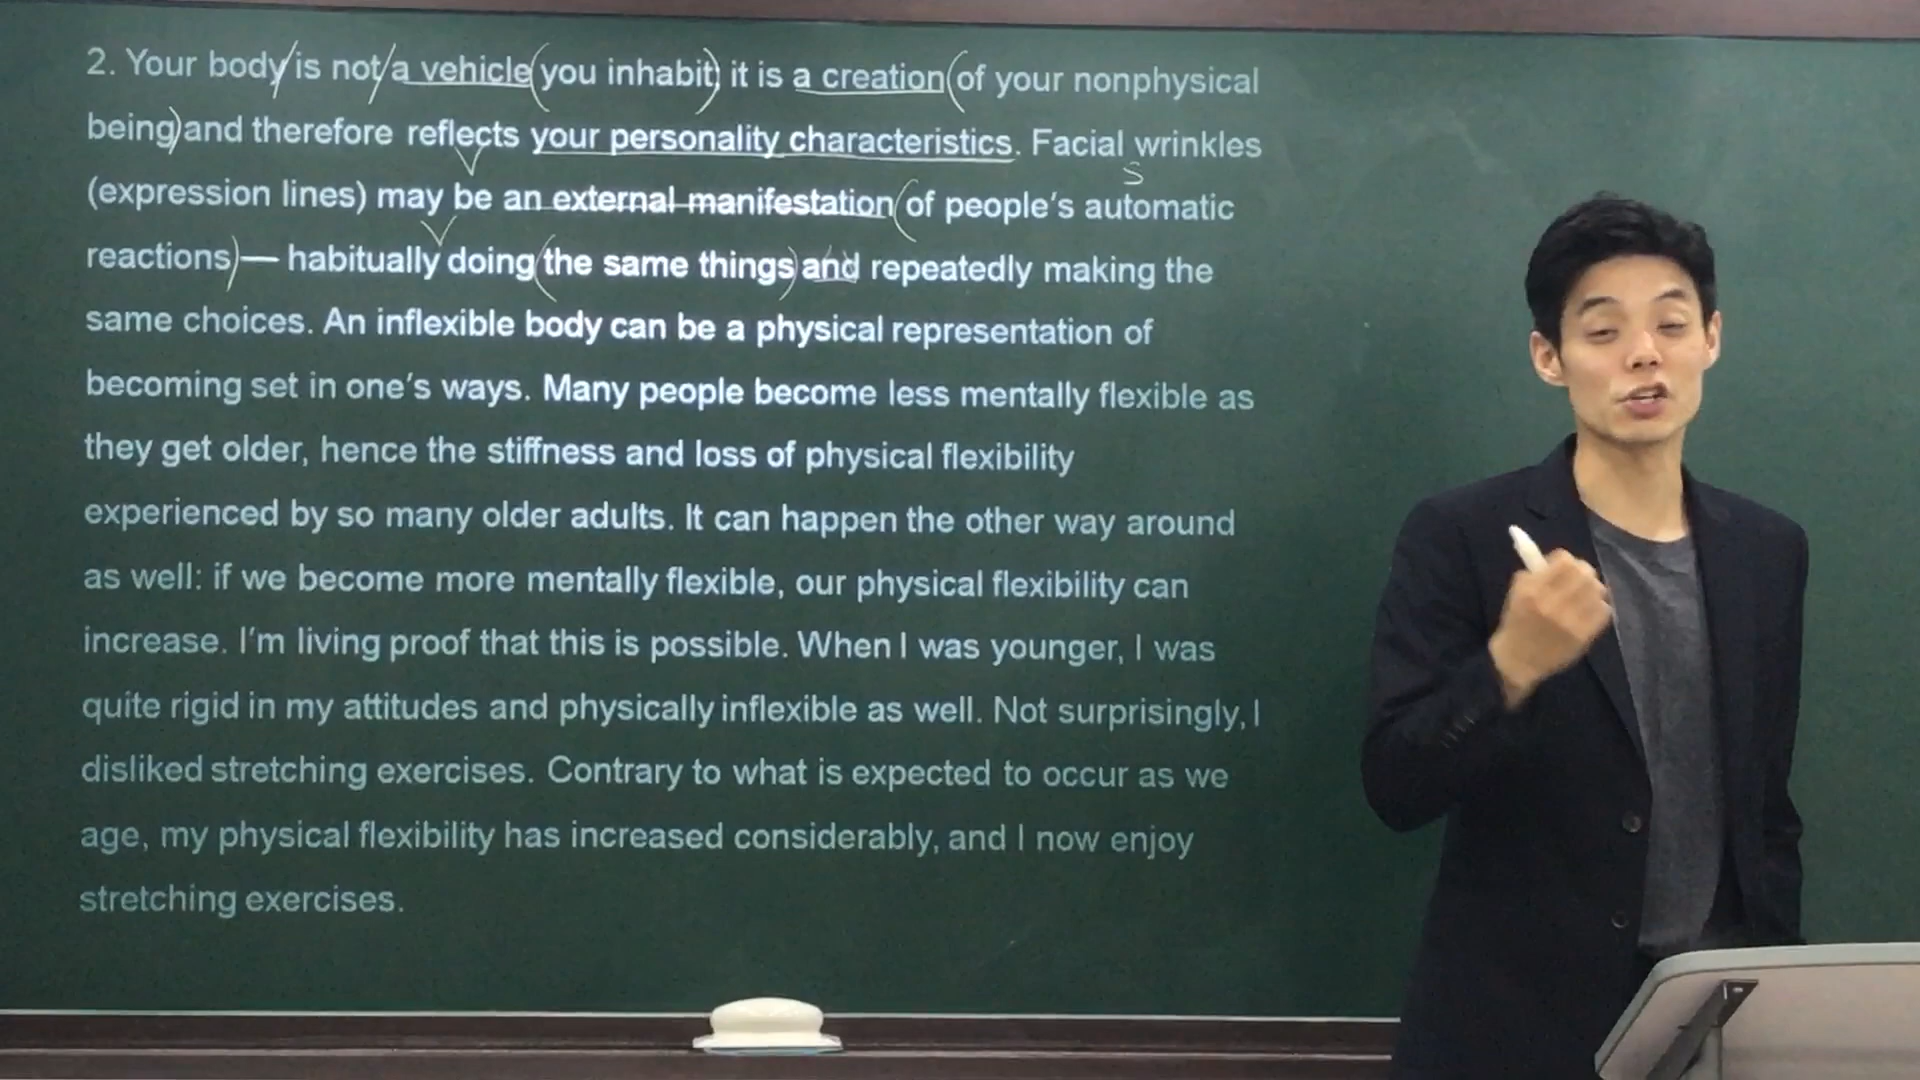 2. Your body is not a vehicle you inhabit; it is a creation of your nonphysical
being and therefore reflects your personality characteristics. Facial wrinkles
S
(expression lines) may be an external manifestation of people's automatic
reactions — habitually doing the same things and repeatedly making the
same choices. An inflexible body can be a physical representation of
becoming set in one's ways. Many people become less mentally flexible as
they get older, hence the stiffness and loss of physical flexibility
experienced by so many older adults. It can happen the other way around
as well: if we become more mentally flexible, our physical flexibility can
increase. I'm living proof that this is possible. When I was younger, I was
quite rigid in my attitudes and physically inflexible as well. Not surprisingly, I
disliked stretching exercises. Contrary to what is expected to occur as we
age, my physical flexibility has increased considerably, and I now enjoy
stretching exercises.